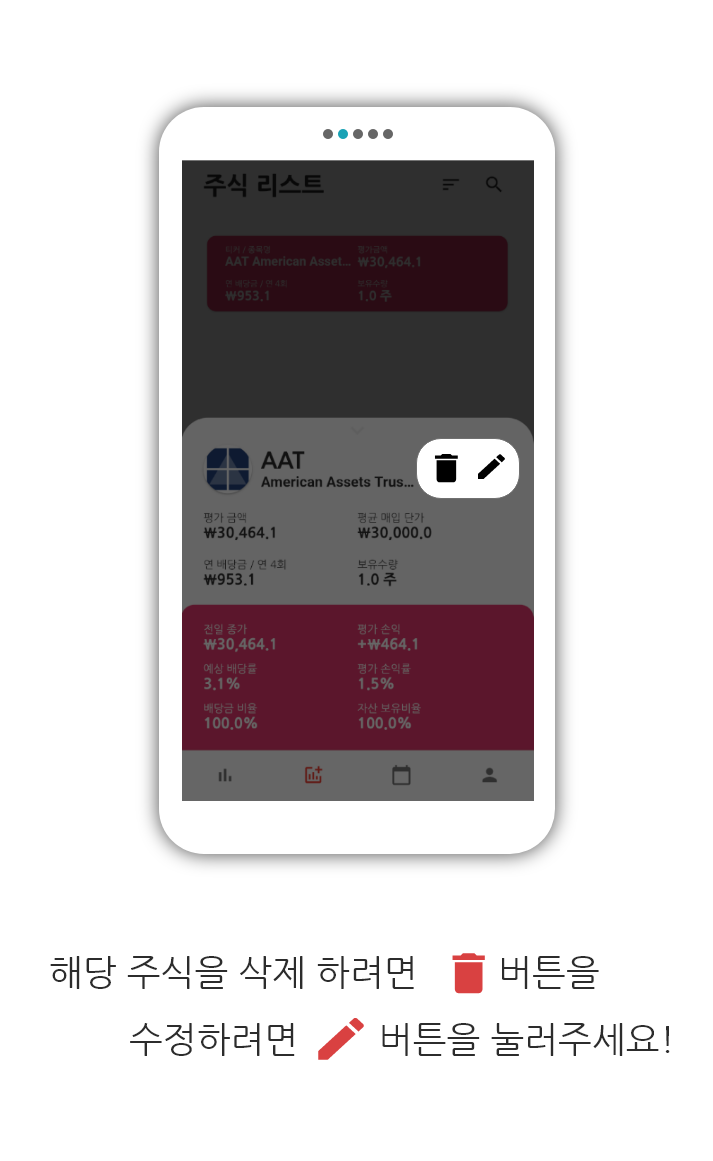 주식 리스트
티커 / 종목명
평가금액
AAT American Asset...
₩30,464.1
연 배당금 / 연 4회
보유수량
₩953.1
1.0 주
AAT
American Assets Trus...
평가 금액
평균 매입 단가
₩30,464.1
₩30,000.0
연 배당금 / 연 4회
보유수량
₩953.1
1.0 주
전일 종가
평가 손익
₩30,464.1
+₩464.1
예상 배당률
평가 손익률
3.1%
1.5%
배당금 비율
자산 보유비율
100.0%
100.0%
해당 주식을 삭제 하려면 버튼을
수정하려면 버튼을 눌러주세요!